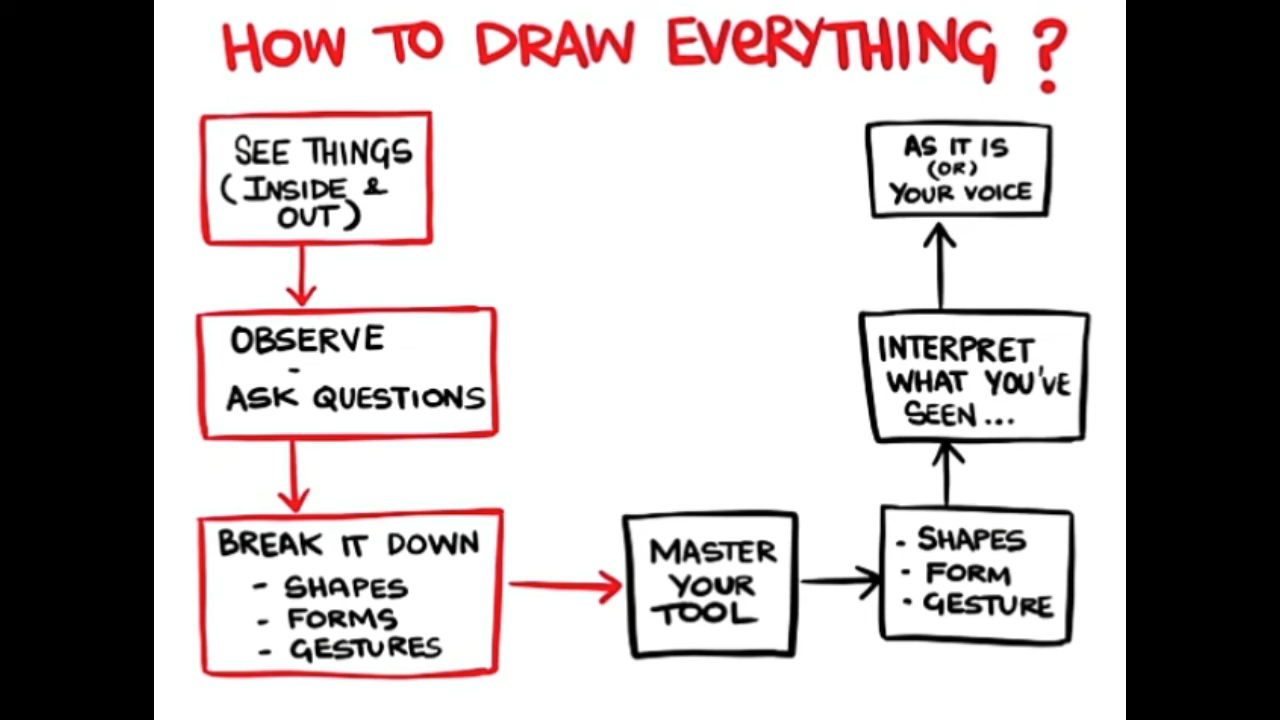 HOW TO DRAW EVERYTHING ?
SEE THINGS
(INSIDE &
OUT)
OBSERVE
-
ASK QUESTIONS
BREAK IT DOWN
- SHAPES
- FORMS
- GESTURES
MASTER
YOUR
TOOL
- SHAPES
- FORM
- GESTURE
INTERPRET
WHAT YOU'VE
SEEN...
AS IT IS
(OR)
YOUR VOICE